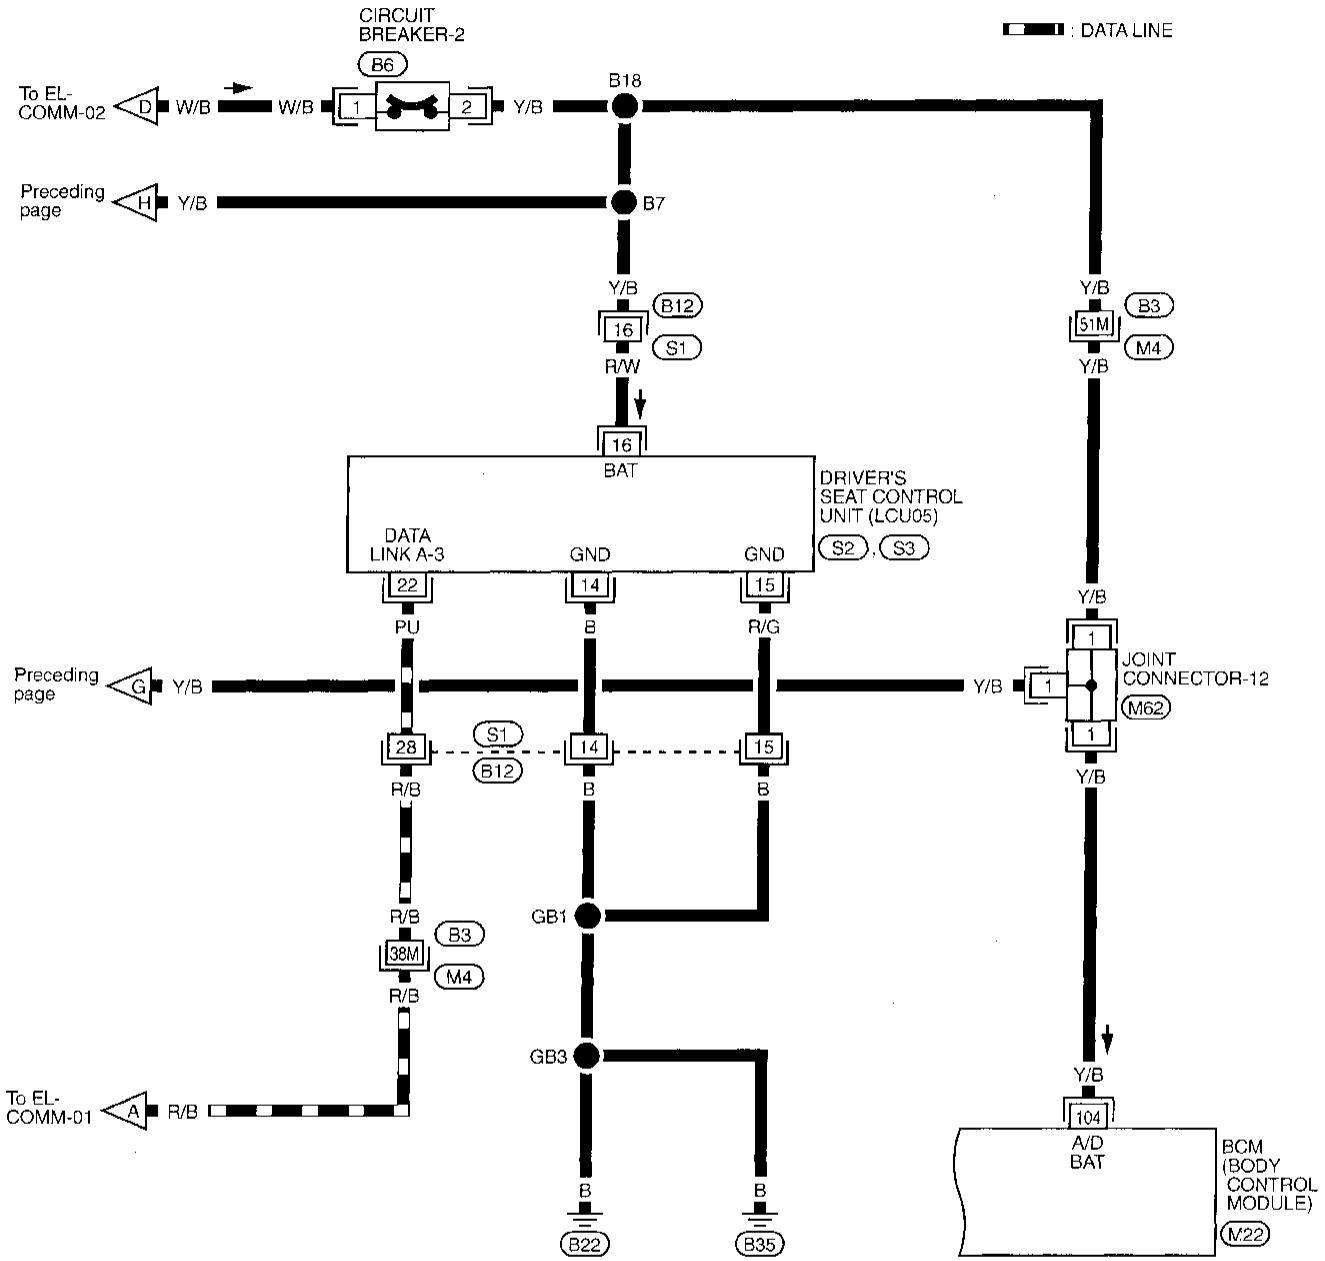 CIRCUIT
BREAKER-2
B6
: DATA LINE
To EL-
COMM-02
D
W/B
W/B
1
2
Y/B
B18
Preceding
page
H
Y/B
B7
Y/B
B12
16
S1
R/W
16
BAT
Y/B
B3
51M
M4
Y/B
DRIVER'S
SEAT CONTROL
UNIT (LCU05)
S2 , S3
DATA
LINK A-3
GND
GND
22
14
15
PU
B
R/G
Y/B
1
JOINT
CONNECTOR-12
M62
Preceding
page
G
Y/B
Y/B
1
1
Y/B
28
S1
B12
14
15
R/B
B
B
R/B
B3
38M
M4
R/B
GB1
GB3
To EL-
COMM-01
A
R/B
Y/B
104
A/D
BAT
BCM
(BODY
CONTROL
MODULE)
M22
B
B
B22
B35